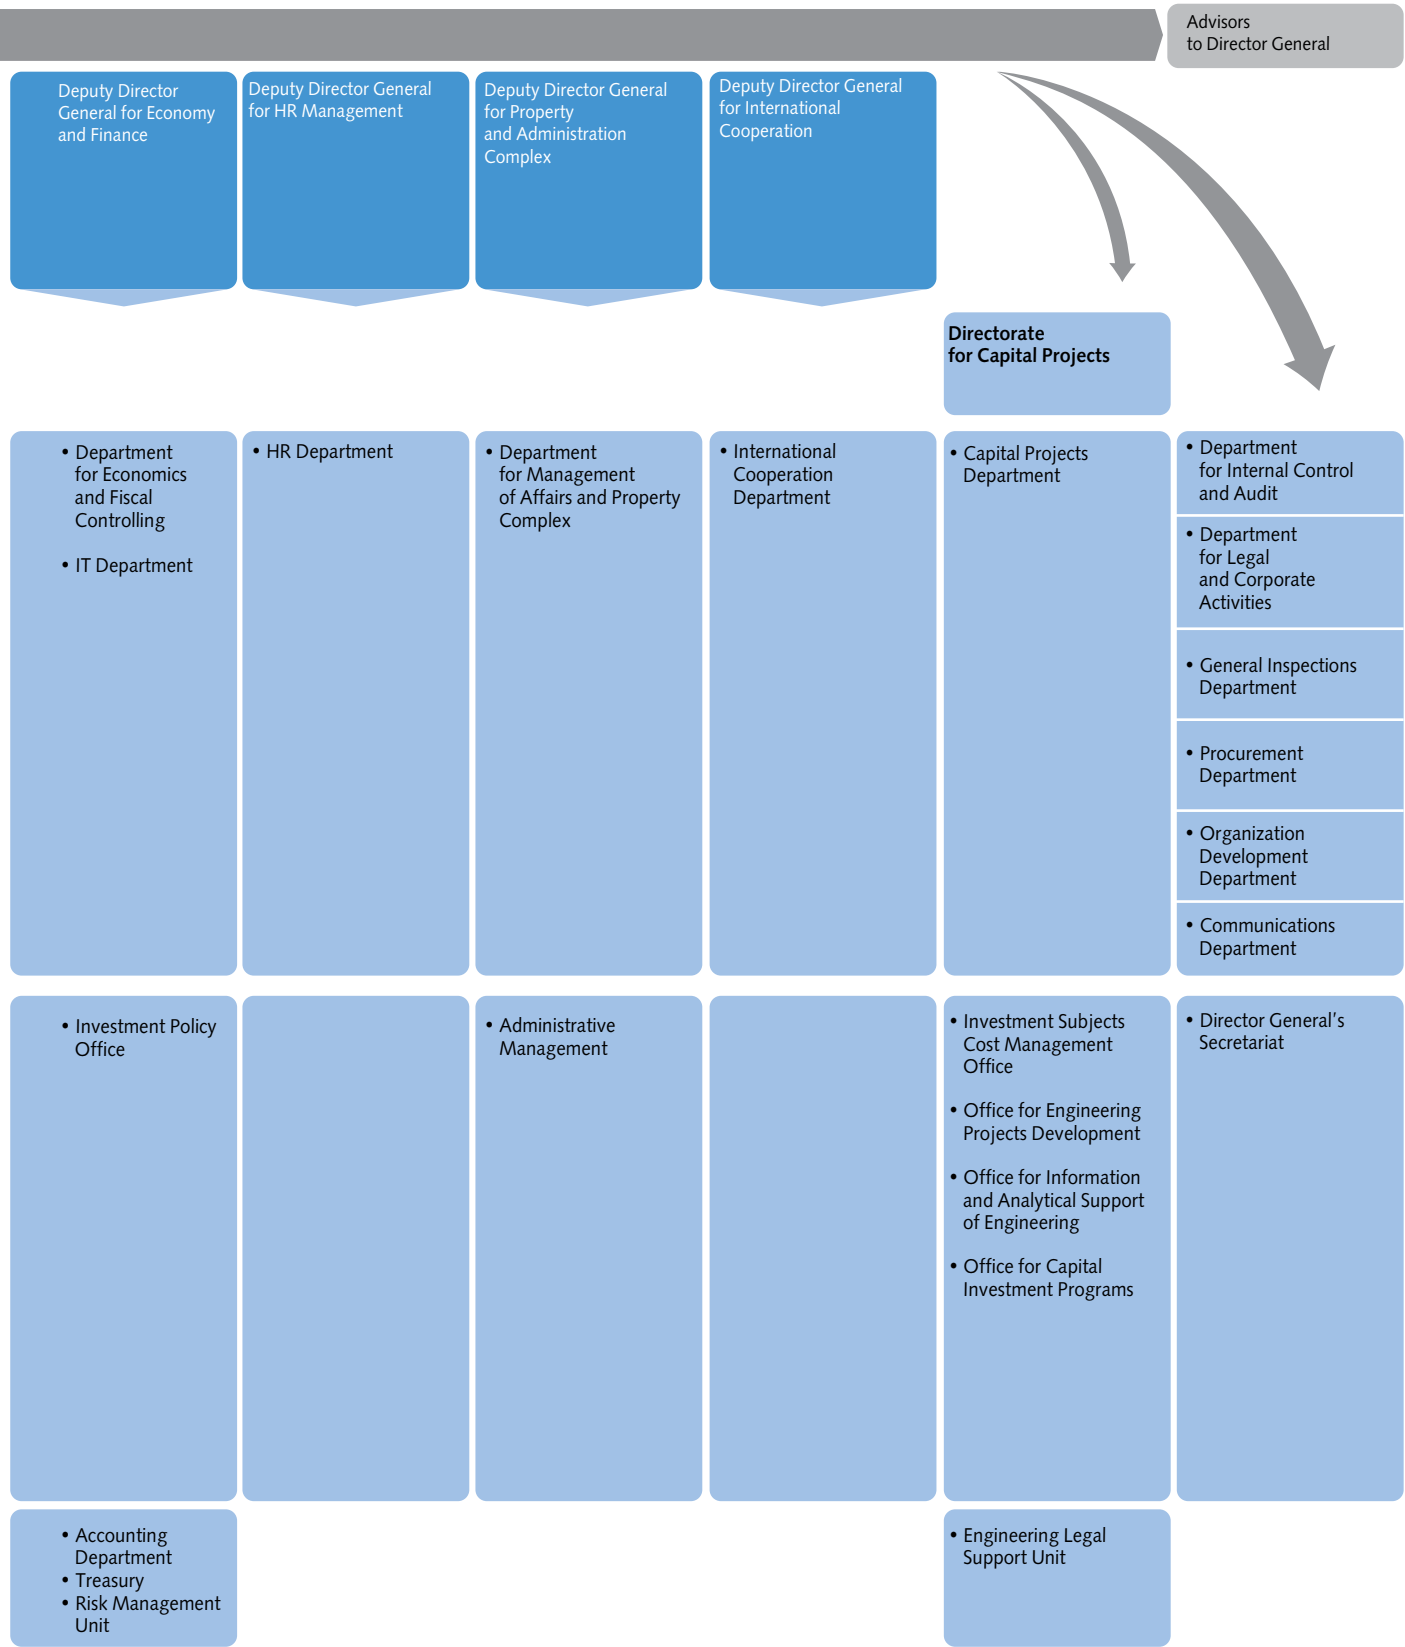 Advisors
to Director General
Deputy Director
General for Economy
and Finance
Deputy Director General
for HR Management
Deputy Director General
for Property
and Administration
Complex
Deputy Director General
for International
Cooperation
Directorate
for Capital Projects
• Department
for Economics
and Fiscal
Controlling
• IT Department
• HR Department
• Department
for Management
of Affairs and Property
Complex
• International
Cooperation
Department
• Capital Projects
Department
• Department
for Internal Control
and Audit
• Department
for Legal
and Corporate
Activities
• General Inspections
Department
• Procurement
Department
• Organization
Development
Department
• Communications
Department
• Investment Policy
Office
• Administrative
Management
• Investment Subjects
Cost Management
Office
• Office for Engineering
Projects Development
• Office for Information
and Analytical Support
of Engineering
• Office for Capital
Investment Programs
• Director General's
Secretariat
• Accounting
Department
• Treasury
• Risk Management
Unit
• Engineering Legal
Support Unit